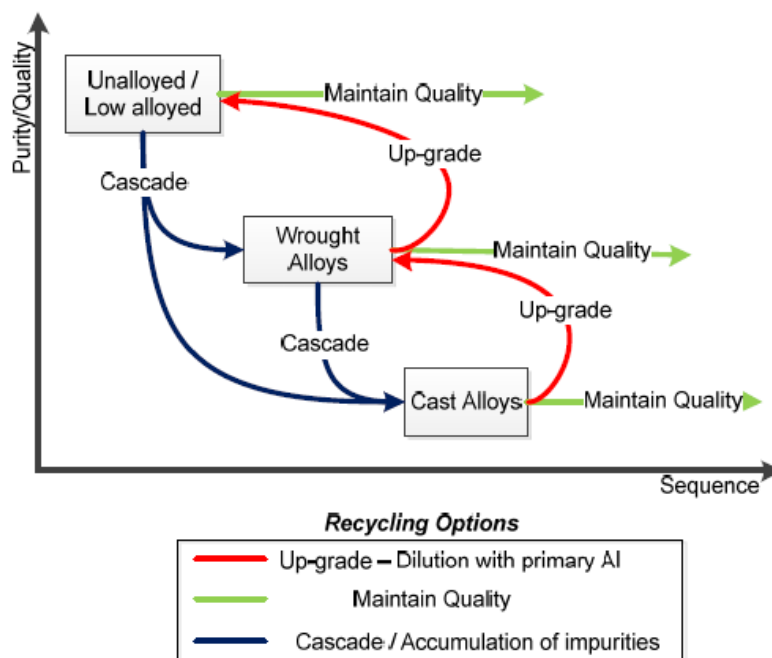 Purity/Quality
Unalloyed /
Low alloyed
Maintain Quality
Up-grade
Cascade
Wrought
Alloys
Maintain Quality
Up-grade
Cascade
Cast Alloys
Maintain Quality
Sequence
Recycling Options
Up-grade – Dilution with primary Al
Maintain Quality
Cascade / Accumulation of impurities